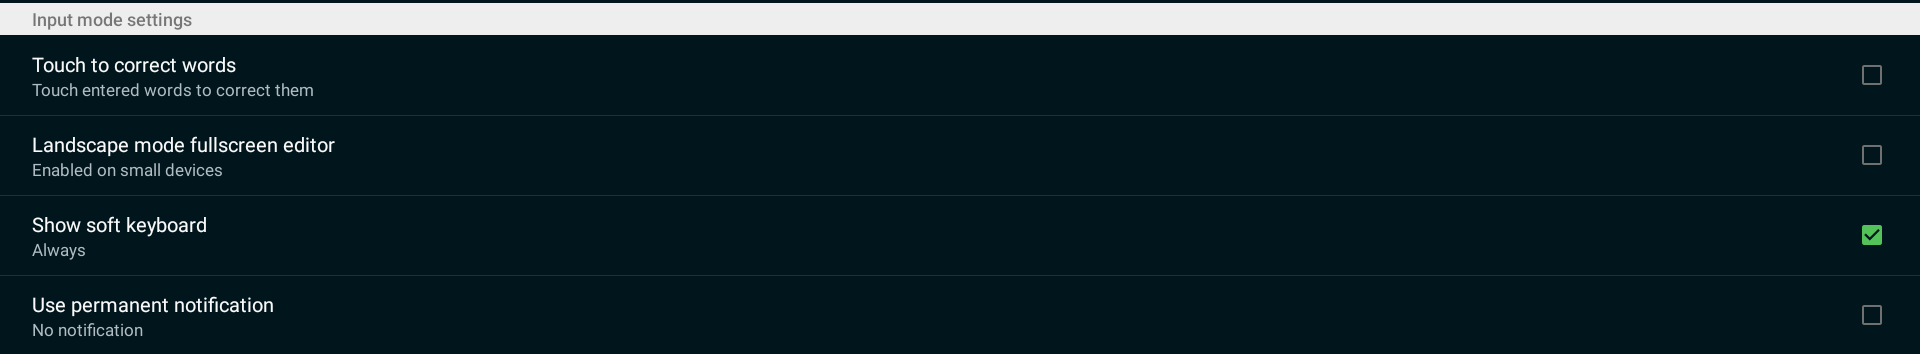 Input mode settings
Touch to correct words
Touch entered words to correct them
Landscape mode fullscreen editor
Enabled on small devices
Show soft keyboard
Always
Use permanent notification
No notification